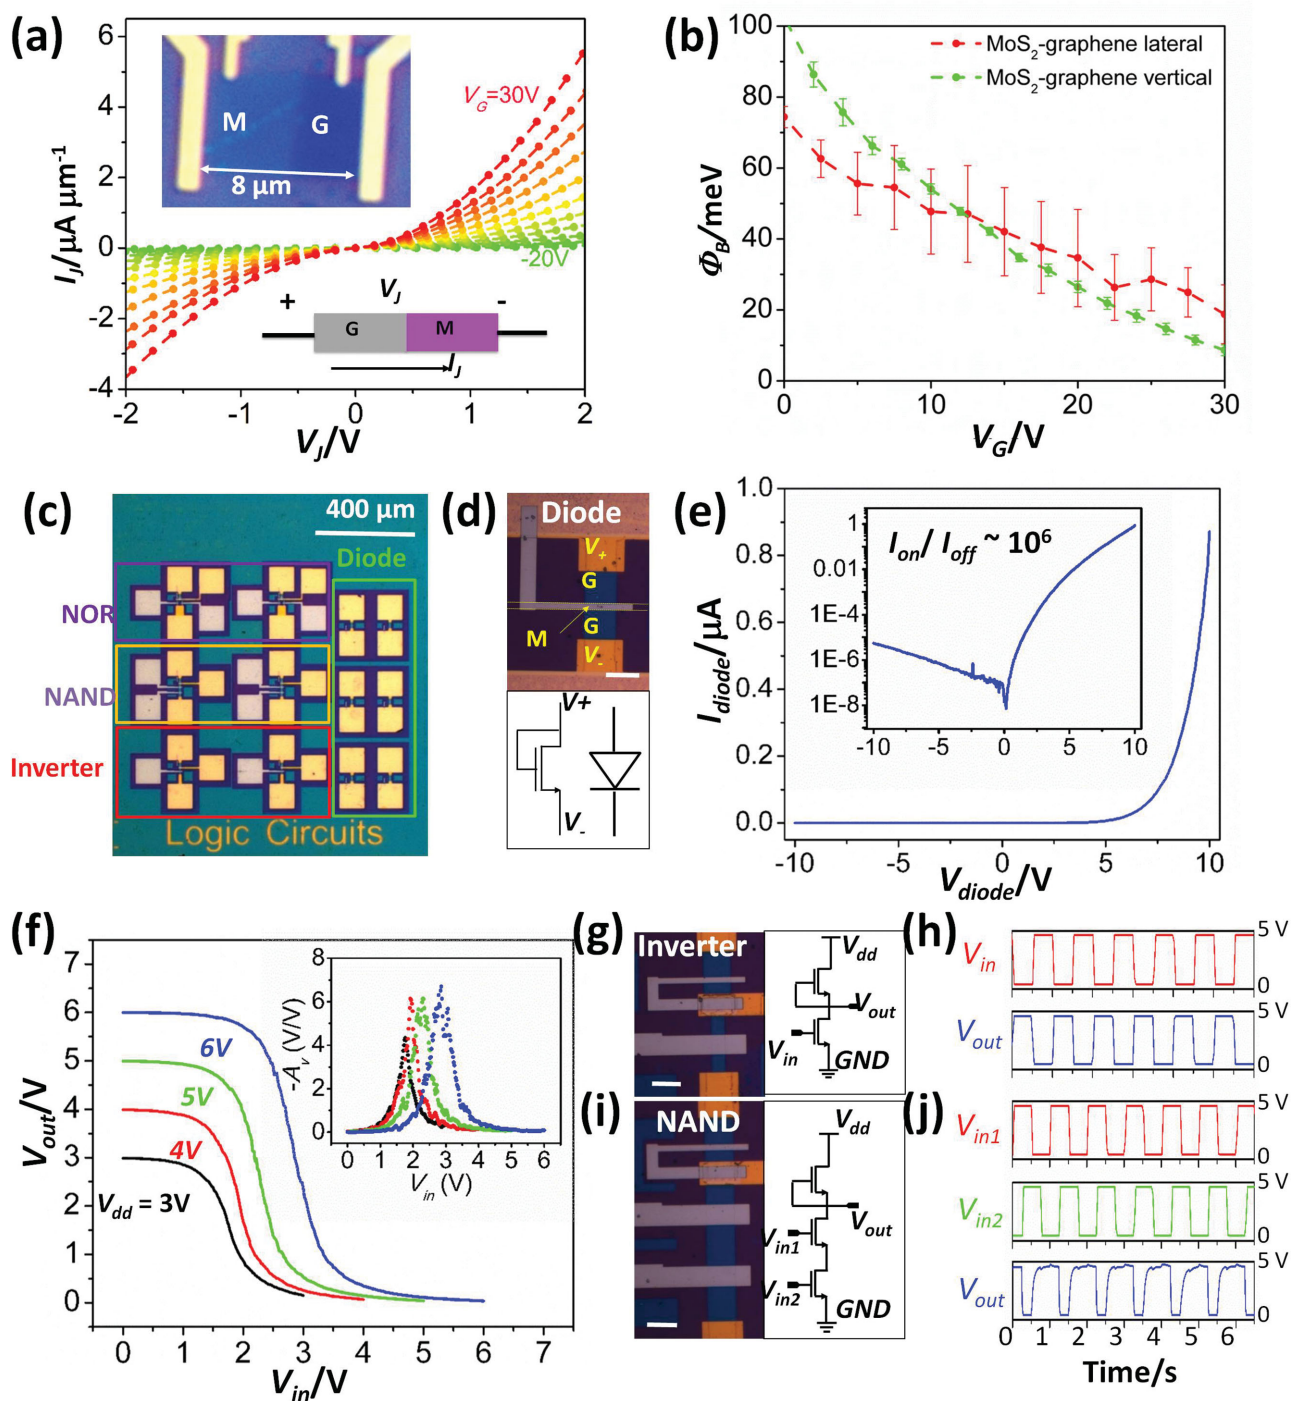 (a)
6
4
2
0
-2
-4
I_J/μA μm⁻¹
M
G
8 μm
V_G=30V
-20V
V_J
+
-
G
M
I_J
-2
-1
0
1
2
V_J/V
(b)
100
80
60
40
20
0
Φ_B/meV
MoS₂-graphene lateral
MoS₂-graphene vertical
0
10
20
30
V_G/V
(c)
400 μm
Diode
NOR
NAND
Inverter
Logic Circuits
(d)
Diode
V₊
G
G
M
V₋
V+
V-
(e)
1.0
0.8
0.6
0.4
0.2
0.0
I_diode/μA
I_on/ I_off ~ 10⁶
1
0.01
1E-4
1E-6
1E-8
-10
-5
0
5
10
-10
-5
0
5
10
V_diode/V
(f)
7
6
5
4
3
2
1
0
V_out/V
6V
5V
4V
V_dd = 3V
8
6
4
2
0
-A_v (V/V)
0 1 2 3 4 5 6
V_in (V)
0 1 2 3 4 5 6 7
V_in/V
(g)
Inverter
V_dd
V_out
V_in
GND
(h)
V_in
5 V
0
V_out
5 V
0
(i)
NAND
V_dd
V_out
V_in1
V_in2
GND
(j)
V_in1
5 V
0
V_in2
5 V
0
V_out
5 V
0
0 1 2 3 4 5 6
Time/s